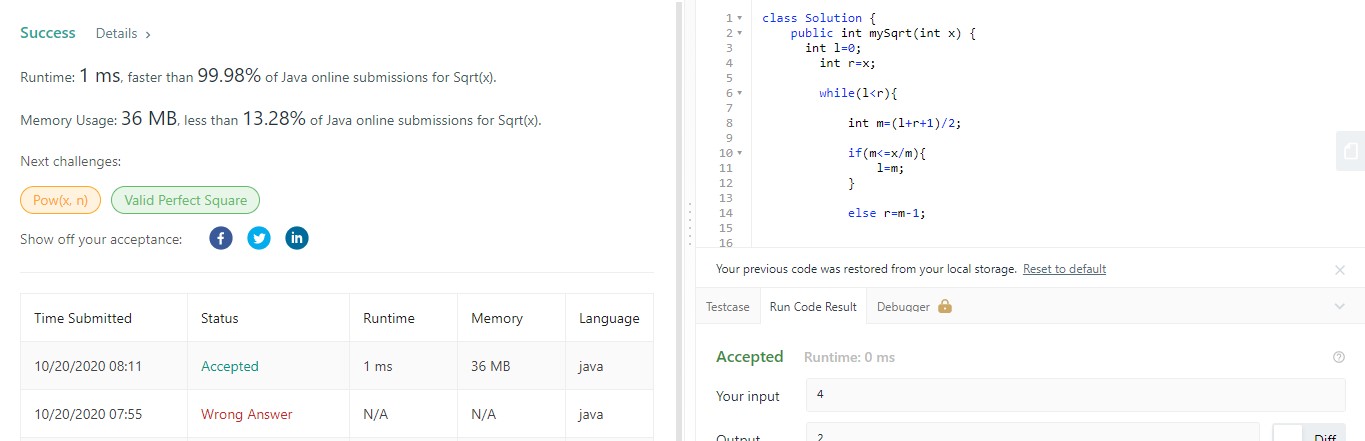 Success Details >
Runtime: 1 ms, faster than 99.98% of Java online submissions for Sqrt(x).
Memory Usage: 36 MB, less than 13.28% of Java online submissions for Sqrt(x).
Next challenges:
Pow(x, n) Valid Perfect Square
Show off your acceptance:
Time Submitted Status Runtime Memory Language
10/20/2020 08:11 Accepted 1 ms 36 MB java
10/20/2020 07:55 Wrong Answer N/A N/A java
1 class Solution {
2 public int mySqrt(int x) {
3 int l=0;
4 int r=x;
5
6 while(l<r){
7
8 int m=(l+r+1)/2;
9
10 if(m<=x/m){
11 l=m;
12 }
13
14 else r=m-1;
15
16
Your previous code was restored from your local storage. Reset to default
Testcase Run Code Result Debugger
Accepted Runtime: 0 ms
Your input 4
Output 2 Diff